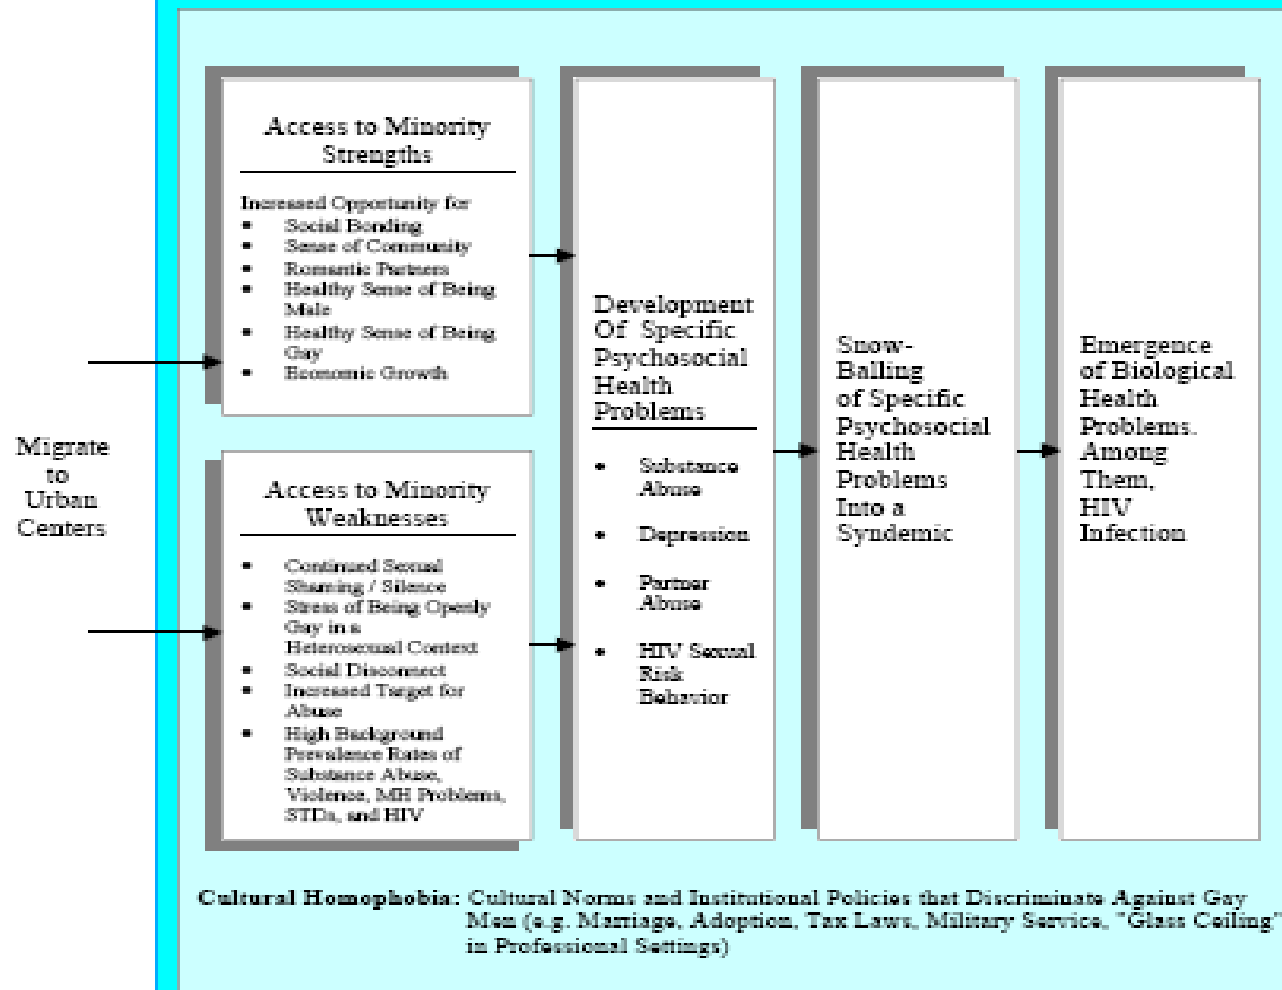 Migrate
to
Urban
Centers
Access to Minority
Strengths
Increased Opportunity for
• Social Bonding
• Sense of Community
• Romantic Partners
• Healthy Sense of Being
Male
• Healthy Sense of Being
Gay
• Economic Growth
Access to Minority
Weaknesses
• Continued Sexual
Shaming / Silence
• Stress of Being Openly
Gay in a
Heterosexual Context
• Social Disconnect
• Increased Target for
Abuse
• High Background
Prevalence Rates of
Substance Abuse,
Violence, MH Problems,
STDs, and HIV
Development
Of Specific
Psychosocial
Health
Problems
• Substance
Abuse
• Depression
• Partner
Abuse
• HIV Sexual
Risk
Behavior
Snow-
Balling
of Specific
Psychosocial
Health
Problems
Into a
Syndemic
Emergence
of Biological
Health
Problems.
Among
Them,
HIV
Infection
Cultural Homophobia: Cultural Norms and Institutional Policies that Discriminate Against Gay
Men (e.g. Marriage, Adoption, Tax Laws, Military Service, "Glass Ceiling"
in Professional Settings)